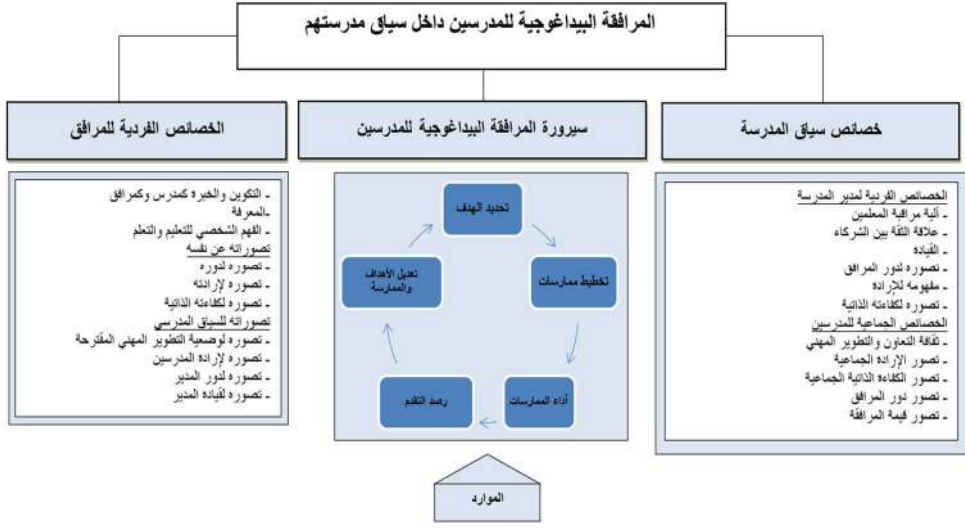 المرافقة البيداغوجية للمدرسين داخل سياق مدرستهم
خصائص سياق المدرسة
الخصائص الفردية لمدير المدرسة
- آلية مراقبة المعلمين
- علاقة الثقة بين الشركاء
- القيادة
- تصوره لدور المرافق
- مفهومه للإرادة
- تصوره لكفاءته الذاتية
الخصائص الجماعية للمدرسين
- ثقافة التعاون والتطوير المهني
- تصور الإرادة الجماعية
- تصور الكفاءة الذاتية الجماعية
- تصور دور المرافق
- تصور قيمة المرافقة
سيرورة المرافقة البيداغوجية للمدرسين
تحديد الهدف
تخطيط ممارسات
أداء الممارسات
رصد التقدم
تعديل الأهداف
والممارسة
الموارد
الخصائص الفردية للمرافق
- التكوين والخبرة كمدرس وكمرافق
-المعرفة
- الفهم الشخصي للتعليم والتعلم
تصوراته عن نفسه
- تصوره لدوره
- تصوره لإرادته
- تصوره لكفاءته الذاتية
تصوراته للسياق المدرسي
- تصوره لوضعية التطوير المهني المقترحة
- تصوره لإرادة المدرسين
- تصوره لدور المدير
- تصوره لقيادة المدير